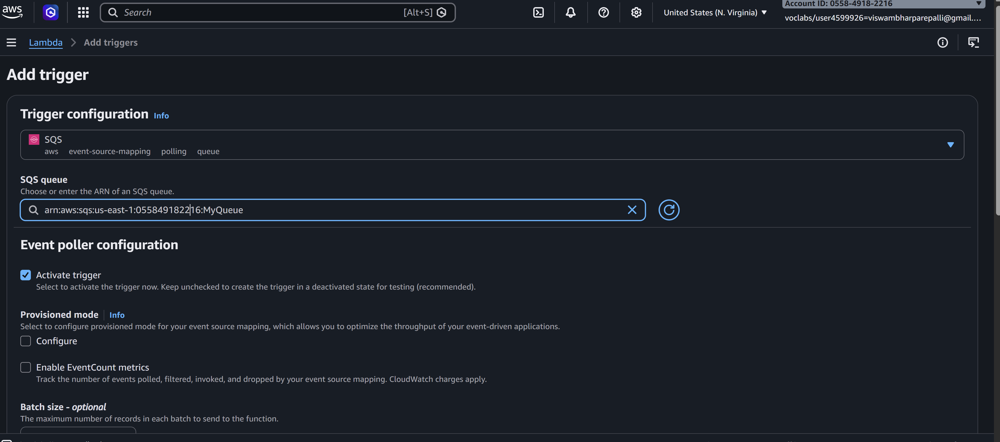 aws
Search [Alt+S]
United States (N. Virginia)
Account ID: 0558-4918-2216
voclabs/user4599926=viswambharparepalli@gmail....
Lambda > Add triggers
Add trigger
Trigger configuration Info
SQS
aws event-source-mapping polling queue
SQS queue
Choose or enter the ARN of an SQS queue.
arn:aws:sqs:us-east-1:055849182216:MyQueue
Event poller configuration
Activate trigger
Select to activate the trigger now. Keep unchecked to create the trigger in a deactivated state for testing (recommended).
Provisioned mode Info
Select to configure provisioned mode for your event source mapping, which allows you to optimize the throughput of your event-driven applications.
Configure
Enable EventCount metrics
Track the number of events polled, filtered, invoked, and dropped by your event source mapping. CloudWatch charges apply.
Batch size - optional
The maximum number of records in each batch to send to the function.